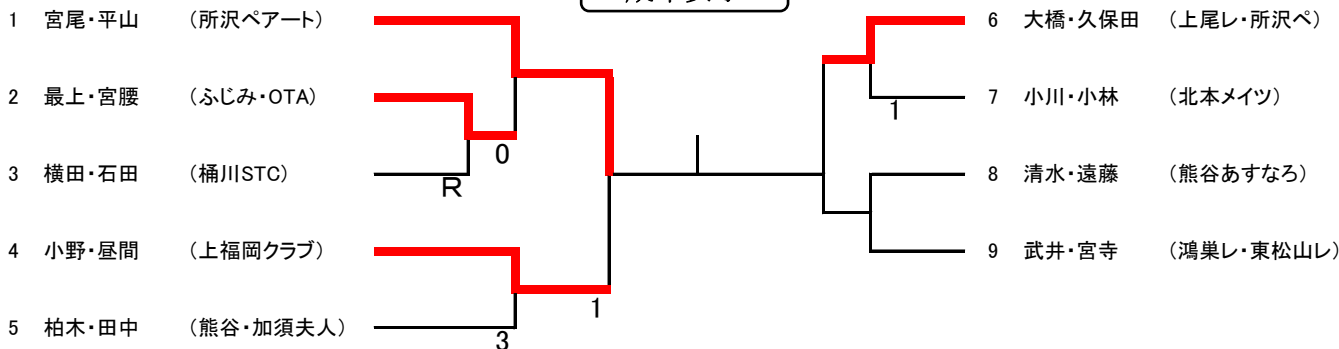 1 宮尾・平山 （所沢ペアート）
2 最上・宮腰 （ふじみ・OTA）
0
3 横田・石田 （桶川STC）
R
4 小野・昼間 （上福岡クラブ）
1
5 柏木・田中 （熊谷・加須夫人）
3
6 大橋・久保田 （上尾レ・所沢ペ）
7 小川・小林 （北本メイツ）
1
8 清水・遠藤 （熊谷あすなろ）
9 武井・宮寺 （鴻巣レ・東松山レ）